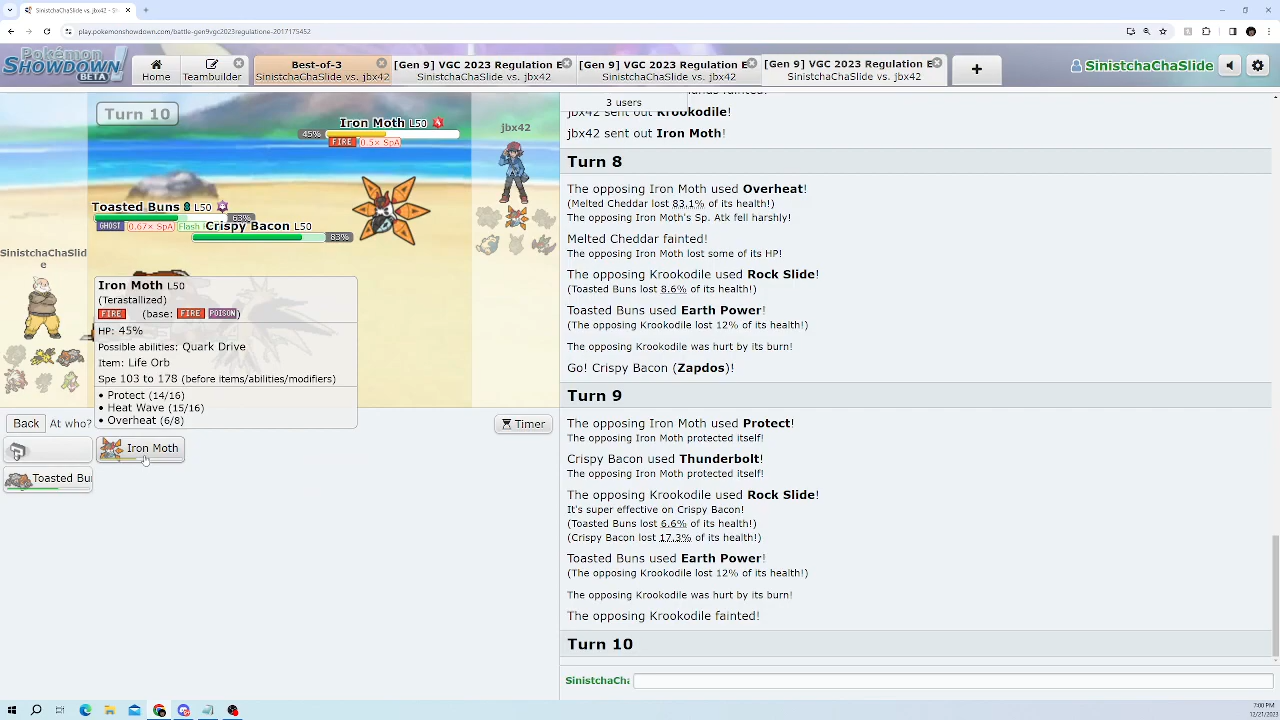 SinistchaChaSlide vs. jbx42 - S
play.pokemonshowdown.com/battle-gen9vgc2023regulatione-2017175452
Pokémon
SHOWDOWN
BETA
Home
Teambuilder
Best-of-3
SinistchaChaSlide vs. jbx42
[Gen 9] VGC 2023 Regulation E
SinistchaChaSlide vs. jbx42
[Gen 9] VGC 2023 Regulation E
SinistchaChaSlide vs. jbx42
[Gen 9] VGC 2023 Regulation E
SinistchaChaSlide vs. jbx42
SinistchaChaSlide
Turn 10
Iron Moth L50
45%
FIRE 0.5× SpA
jbx42
Toasted Buns L50
63%
GHOST 0.67× SpA Flash
Crispy Bacon L50
83%
SinistchaChaSlid
e
Iron Moth L50
(Terastallized)
FIRE (base: FIRE POISON)
HP: 45%
Possible abilities: Quark Drive
Item: Life Orb
Spe 103 to 178 (before items/abilities/modifiers)
• Protect (14/16)
• Heat Wave (15/16)
• Overheat (6/8)
Back At who?
Timer
Iron Moth
Toasted Bu
3 users
jbx42 sent out Krookodile!
jbx42 sent out Iron Moth!
Turn 8
The opposing Iron Moth used Overheat!
(Melted Cheddar lost 83.1% of its health!)
The opposing Iron Moth's Sp. Atk fell harshly!
Melted Cheddar fainted!
The opposing Iron Moth lost some of its HP!
The opposing Krookodile used Rock Slide!
(Toasted Buns lost 8.6% of its health!)
Toasted Buns used Earth Power!
(The opposing Krookodile lost 12% of its health!)
The opposing Krookodile was hurt by its burn!
Go! Crispy Bacon (Zapdos)!
Turn 9
The opposing Iron Moth used Protect!
The opposing Iron Moth protected itself!
Crispy Bacon used Thunderbolt!
The opposing Iron Moth protected itself!
The opposing Krookodile used Rock Slide!
It's super effective on Crispy Bacon!
(Toasted Buns lost 6.6% of its health!)
(Crispy Bacon lost 17.3% of its health!)
Toasted Buns used Earth Power!
(The opposing Krookodile lost 12% of its health!)
The opposing Krookodile was hurt by its burn!
The opposing Krookodile fainted!
Turn 10
SinistchaCha
7:00 PM
12/21/2023